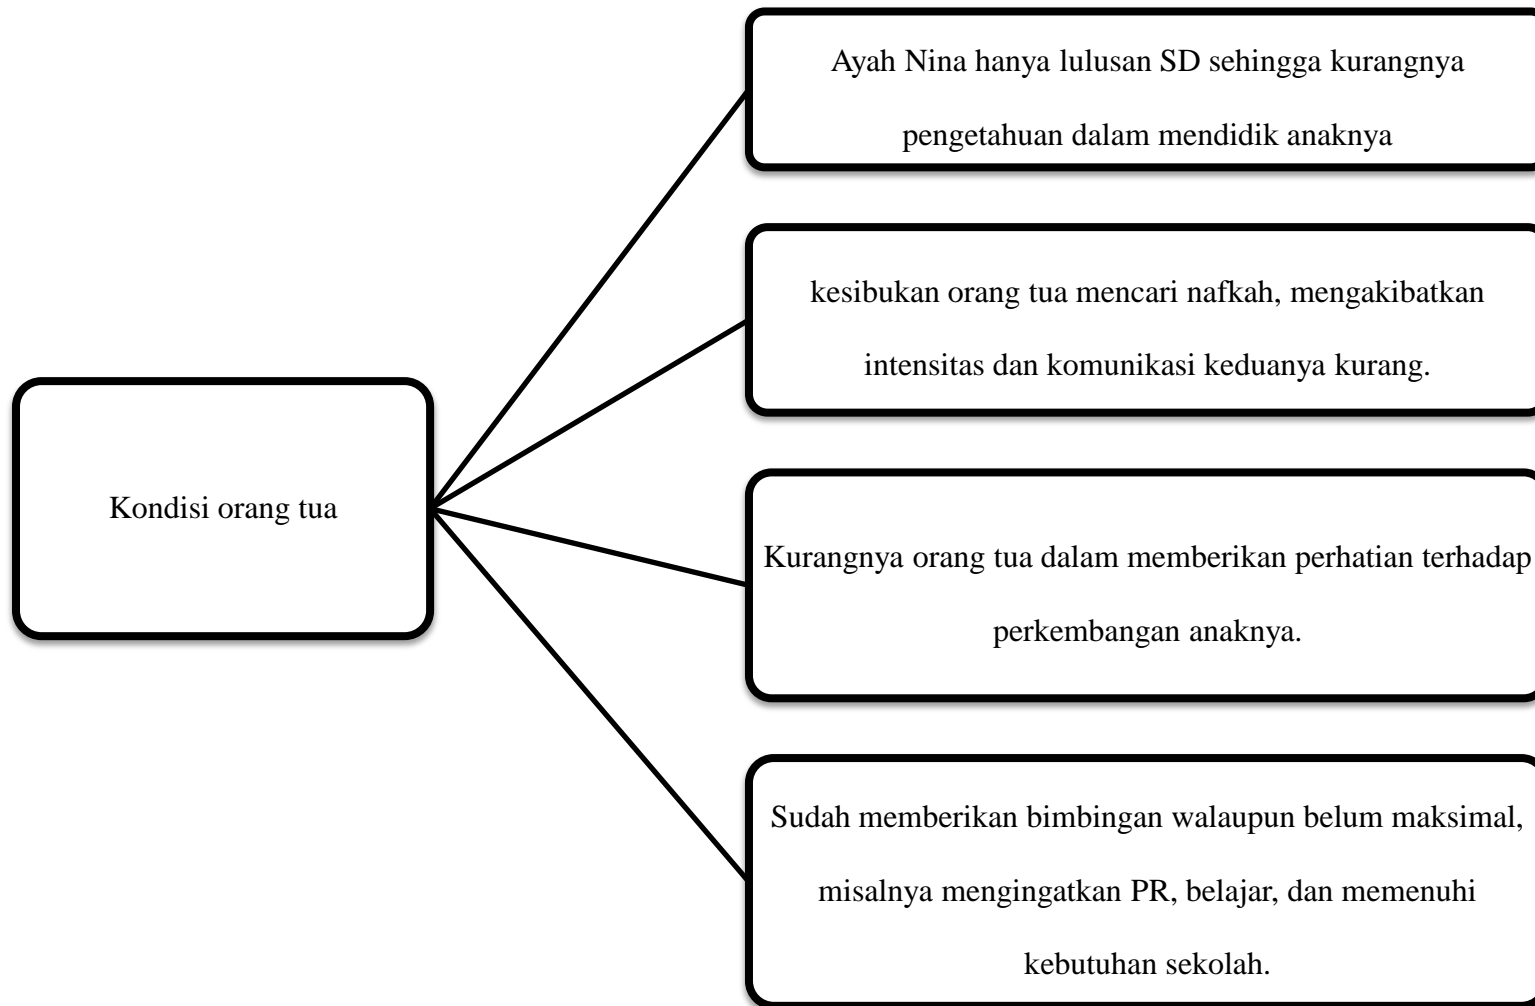 Ayah Nina hanya lulusan SD sehingga kurangnya
pengetahuan dalam mendidik anaknya
kesibukan orang tua mencari nafkah, mengakibatkan
intensitas dan komunikasi keduanya kurang.
Kondisi orang tua
Kurangnya orang tua dalam memberikan perhatian terhadap
perkembangan anaknya.
Sudah memberikan bimbingan walaupun belum maksimal,
misalnya mengingatkan PR, belajar, dan memenuhi
kebutuhan sekolah.